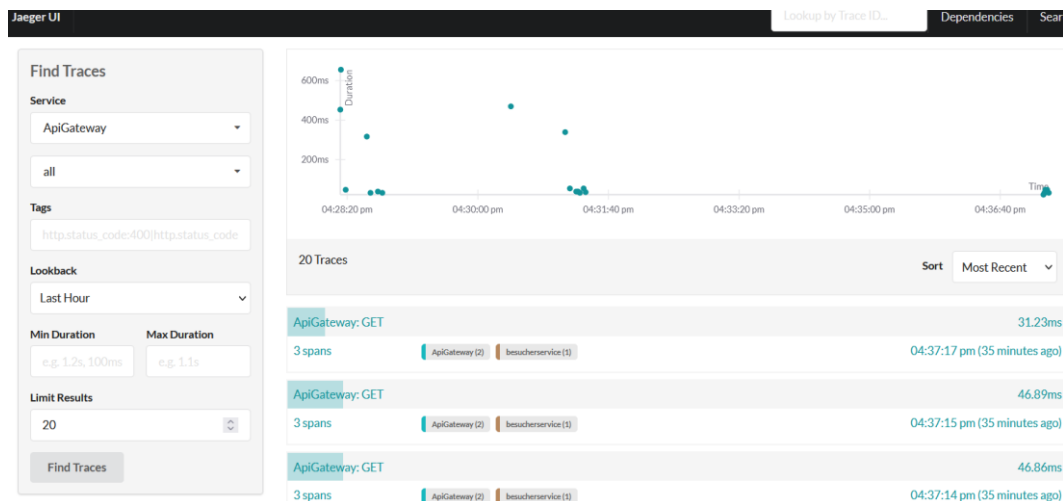 Jaeger UI
Lookup by Trace ID...
Dependencies
Sear
Find Traces
Service
ApiGateway
all
Tags
http.status_code:400|http.status_code
Lookback
Last Hour
Min Duration Max Duration
e.g. 1.2s, 100ms e.g. 1.1s
Limit Results
20
Find Traces
Duration
600ms
400ms
200ms
Time
04:28:20 pm 04:30:00 pm 04:31:40 pm 04:33:20 pm 04:35:00 pm 04:36:40 pm
20 Traces Sort Most Recent
ApiGateway: GET 31.23ms
3 spans ApiGateway (2) besucherservice (1) 04:37:17 pm (35 minutes ago)
ApiGateway: GET 46.89ms
3 spans ApiGateway (2) besucherservice (1) 04:37:15 pm (35 minutes ago)
ApiGateway: GET 46.86ms
3 spans ApiGateway (2) besucherservice (1) 04:37:14 pm (35 minutes ago)